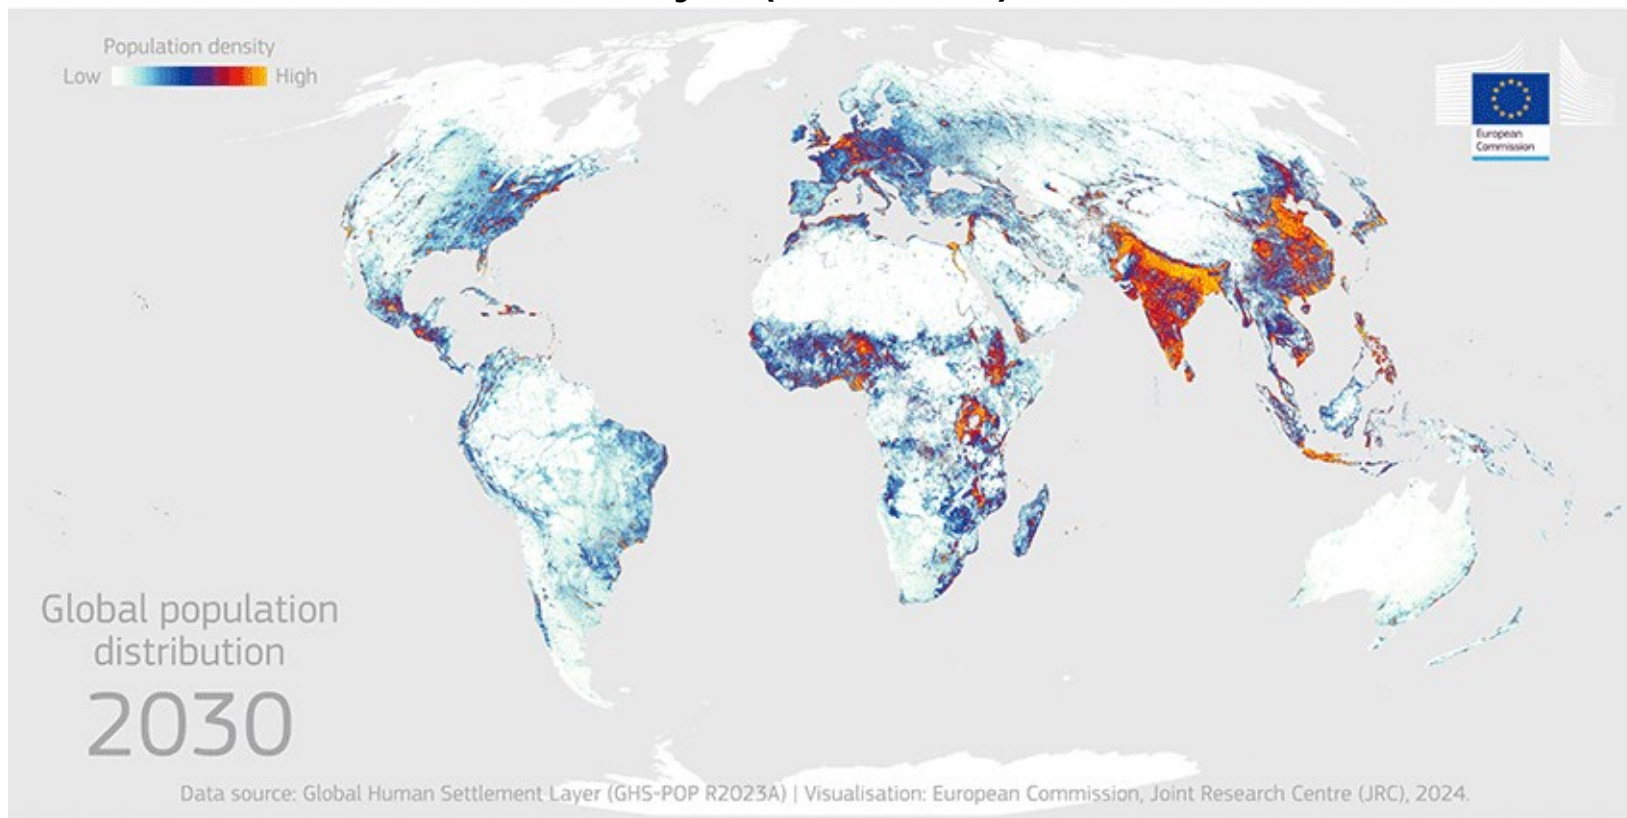 Population density
Low
High
European
Commission
Global population
distribution
2030
Data source: Global Human Settlement Layer (GHS-POP R2023A) | Visualisation: European Commission, Joint Research Centre (JRC), 2024.